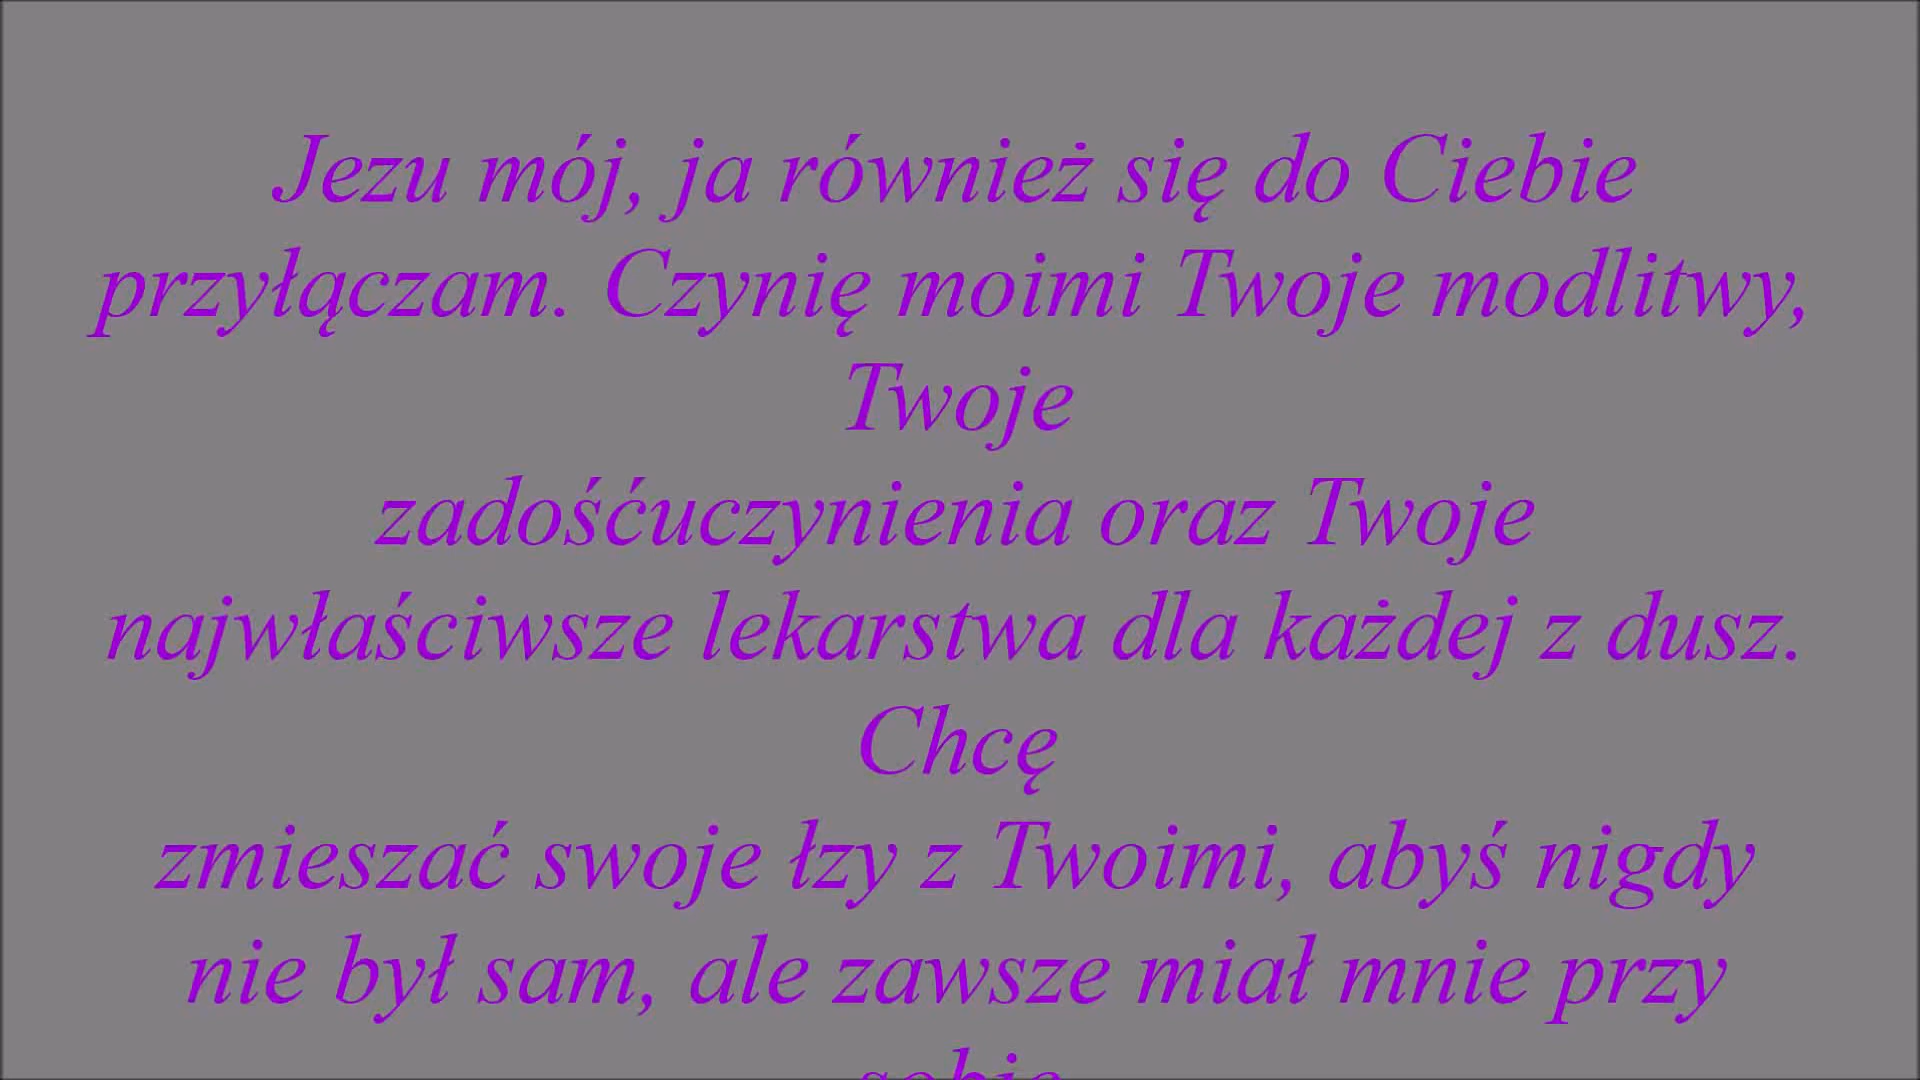 Jezu mój, ja również się do Ciebie
przyłączam. Czynię moimi Twoje modlitwy,
Twoje
zadośćuczynienia oraz Twoje
najwłaściwsze lekarstwa dla każdej z dusz.
Chcę
zmieszać swoje łzy z Twoimi, abyś nigdy
nie był sam, ale zawsze miał mnie przy
sobie